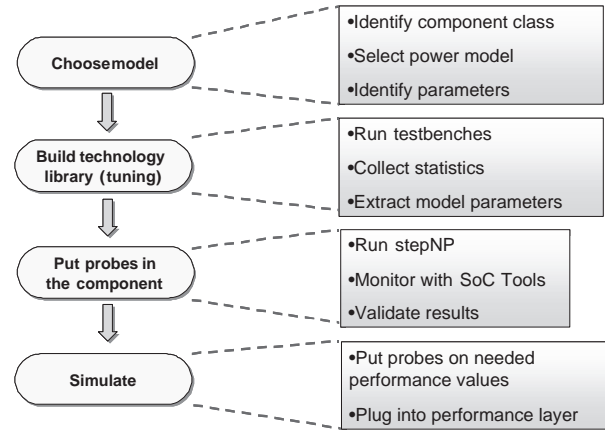 Choosemodel
•Identify component class
•Select power model
•Identify parameters
Build technology
library (tuning)
•Run testbenches
•Collect statistics
•Extract model parameters
Put probes in
the component
•Run stepNP
•Monitor with SoC Tools
•Validate results
Simulate
•Put probes on needed
performance values
•Plug into performance layer